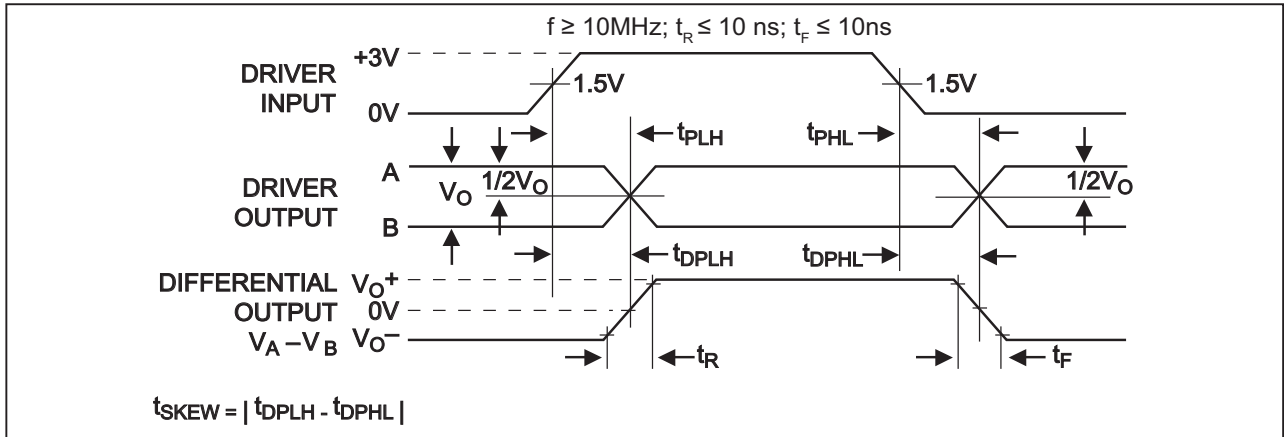 f ≥ 10MHz; tR ≤ 10 ns; tF ≤ 10ns
+3V
DRIVER
INPUT
1.5V
1.5V
0V
tPLH
tPHL
A
DRIVER
OUTPUT
VO
1/2VO
1/2VO
B
tDPLH
tDPHL
DIFFERENTIAL
OUTPUT
VA –VB
VO+
0V
VO–
tR
tF
tSKEW = | tDPLH - tDPHL |